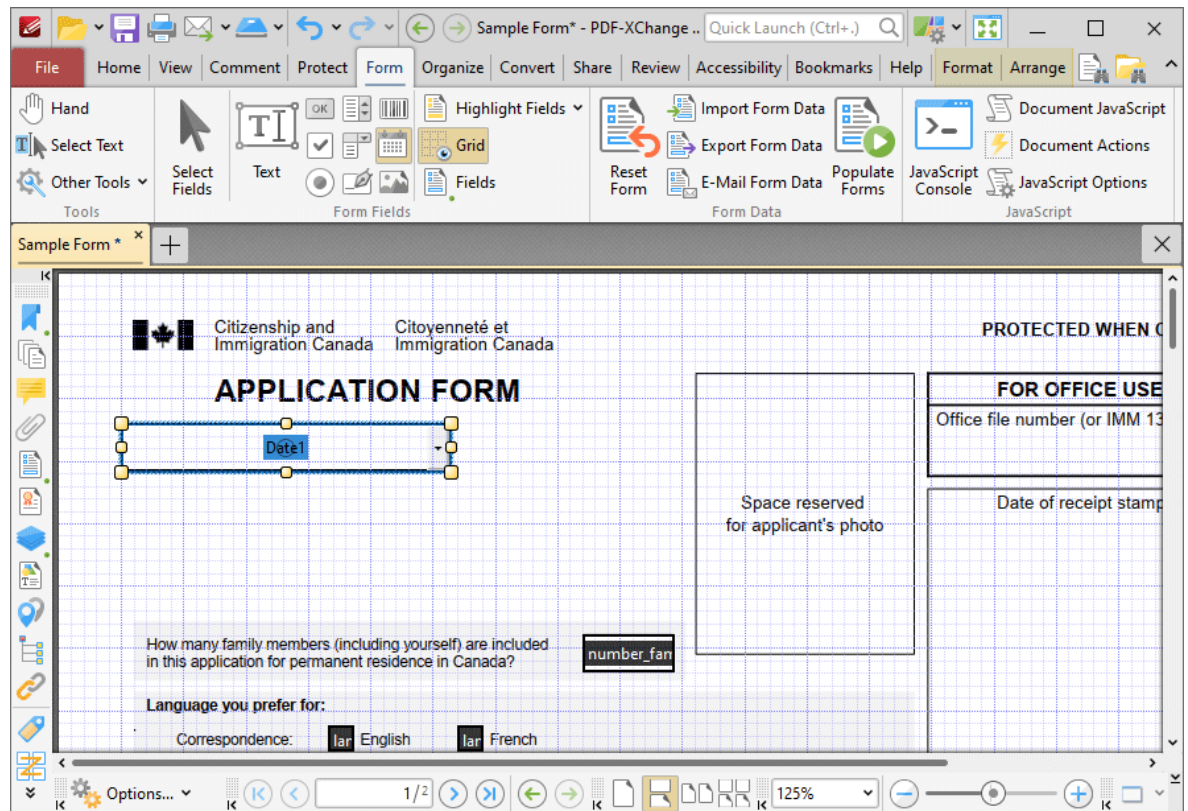 Sample Form* - PDF-XChange .. Quick Launch (Ctrl+.)
File Home View Comment Protect Form Organize Convert Share Review Accessibility Bookmarks Help Format Arrange
Hand
Select Text
Other Tools
Tools
Select Fields
Text
OK
Highlight Fields
Grid
Fields
Form Fields
Reset Form
Import Form Data
Export Form Data
E-Mail Form Data
Populate Forms
Form Data
JavaScript Console
Document JavaScript
Document Actions
JavaScript Options
JavaScript
Sample Form *
Citizenship and Immigration Canada
Citoyenneté et Immigration Canada
PROTECTED WHEN
APPLICATION FORM
Date1
Space reserved
for applicant's photo
FOR OFFICE USE
Office file number (or IMM 13
Date of receipt stamp
How many family members (including yourself) are included
in this application for permanent residence in Canada?
number_fan
Language you prefer for:
Correspondence: lar English lar French
Options... 1/2 125%